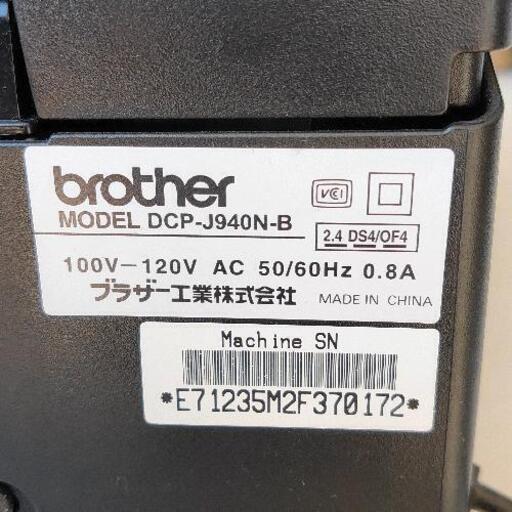 brother
MODEL DCP-J940N-B
VCI
2.4 DS4/OF4
100V-120V AC 50/60Hz 0.8A
ブラザー工業株式会社
MADE IN CHINA
Machine SN
*E71235M2F370172*